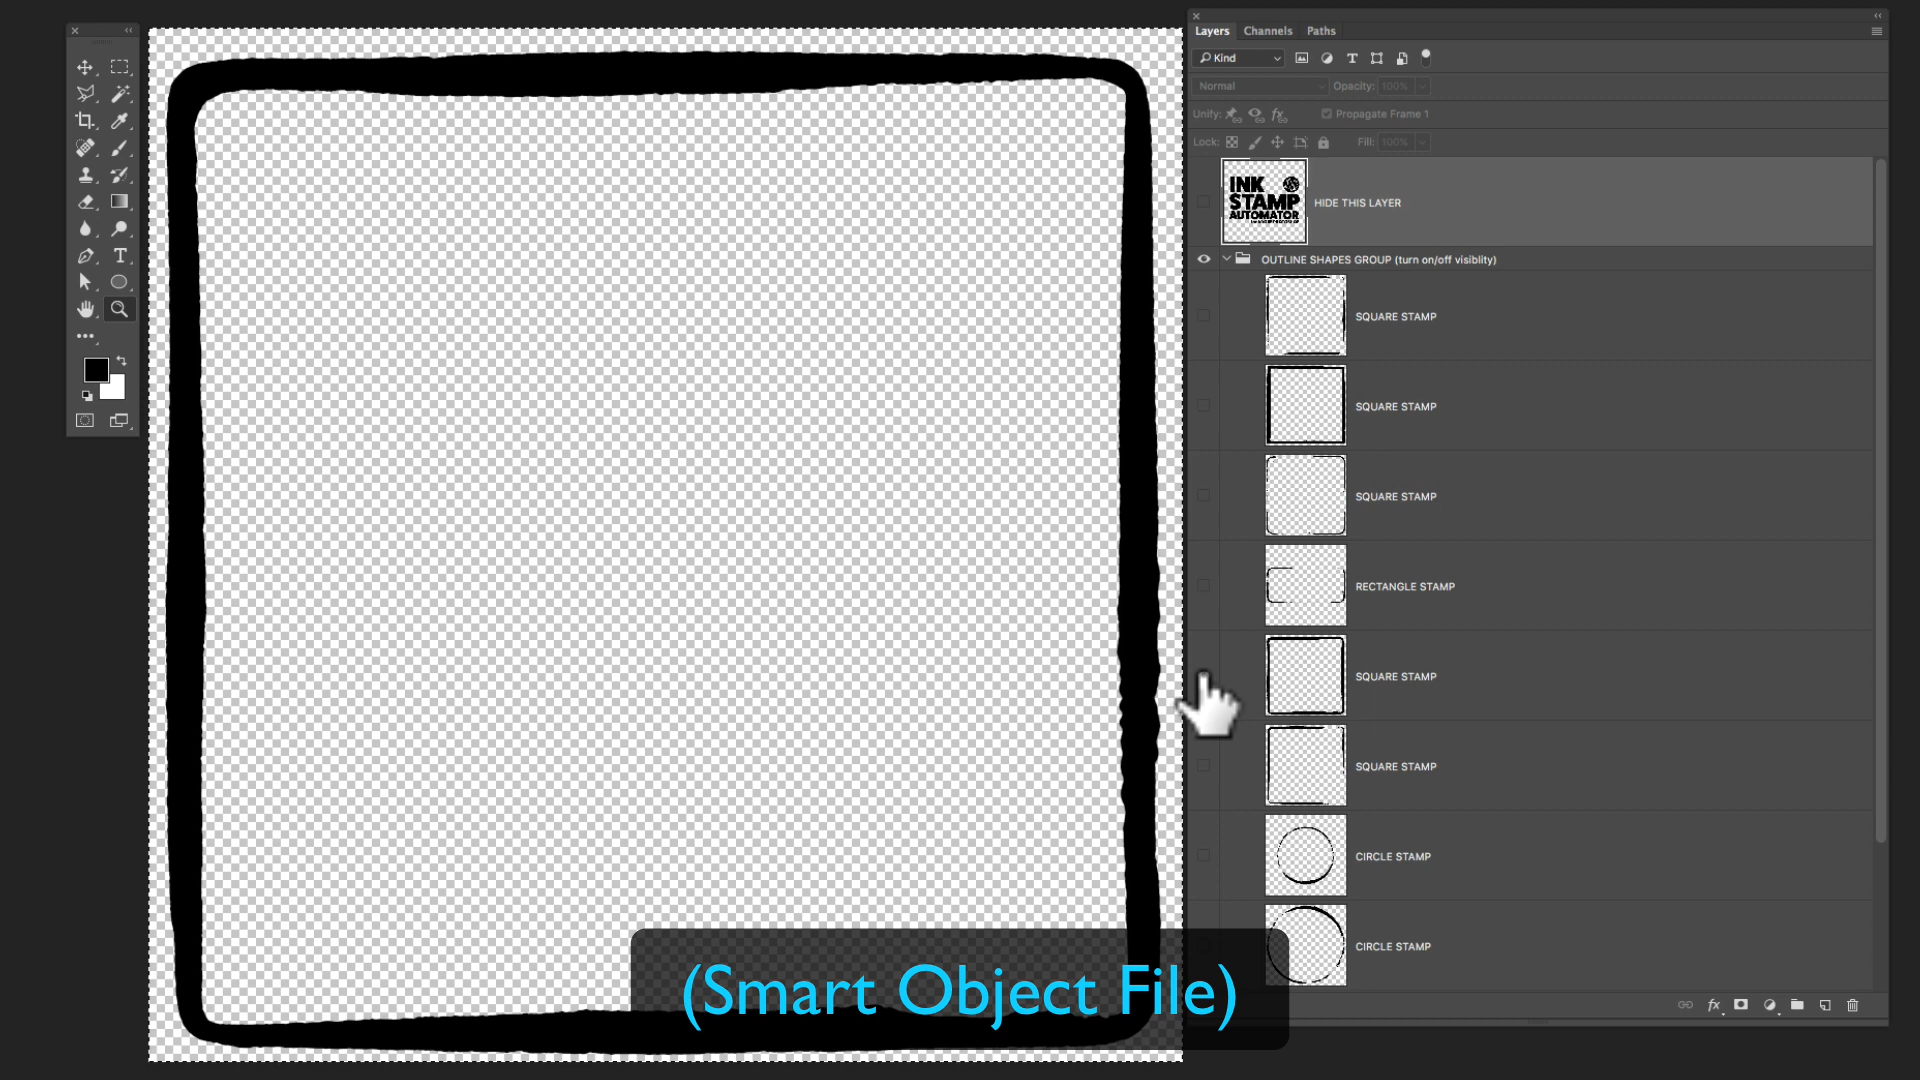 Layers Channels Paths
Kind
Normal Opacity: 100%
Unify: Propagate Frame 1
Lock: Fill: 100%
INK
STAMP
AUTOMATOR
HIDE THIS LAYER
OUTLINE SHAPES GROUP (turn on/off visiblity)
SQUARE STAMP
SQUARE STAMP
SQUARE STAMP
RECTANGLE STAMP
SQUARE STAMP
SQUARE STAMP
CIRCLE STAMP
CIRCLE STAMP
(Smart Object File)